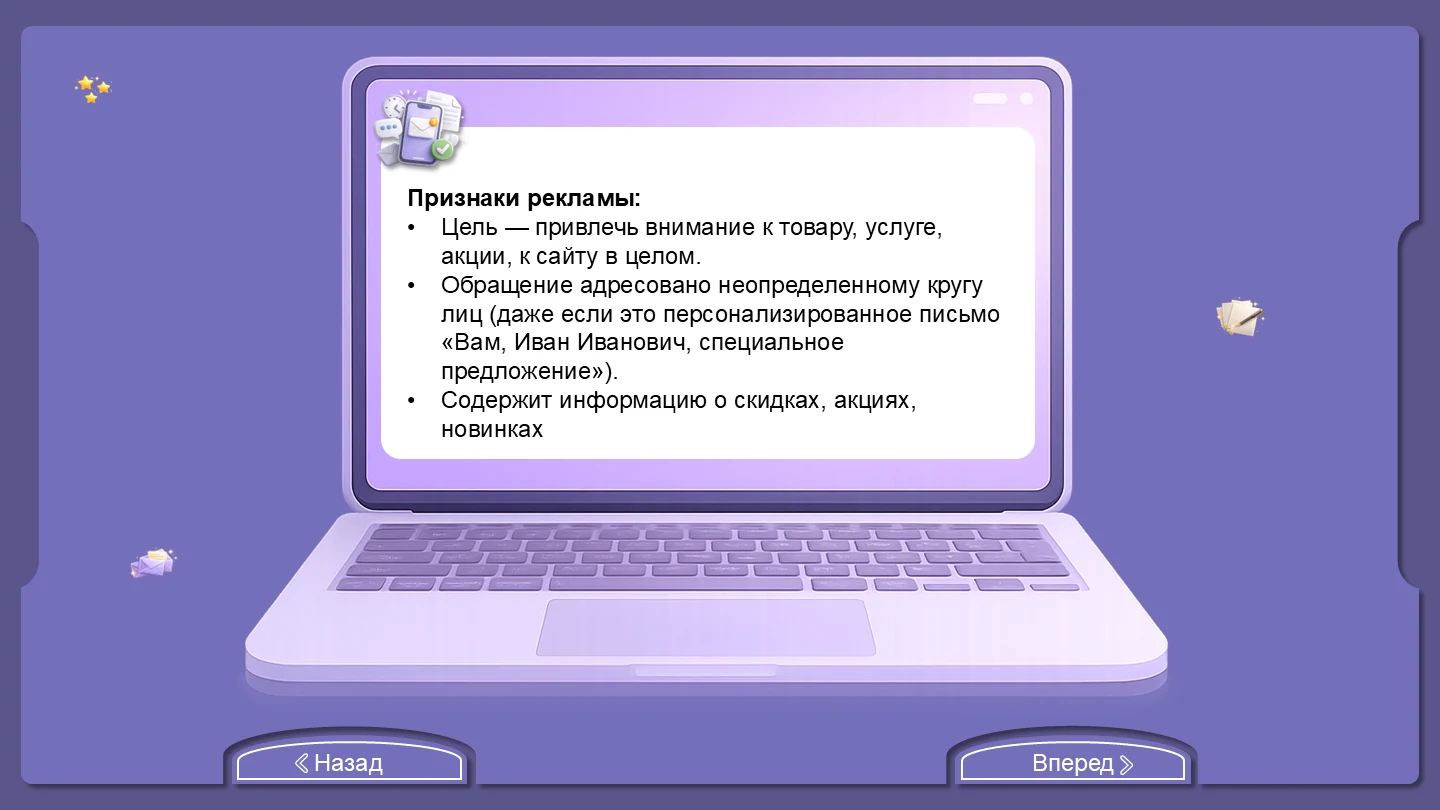 Признаки рекламы:
• Цель — привлечь внимание к товару, услуге,
акции, к сайту в целом.
• Обращение адресовано неопределенному кругу
лиц (даже если это персонализированное письмо
«Вам, Иван Иванович, специальное
предложение»).
• Содержит информацию о скидках, акциях,
новинках
Назад
Вперед